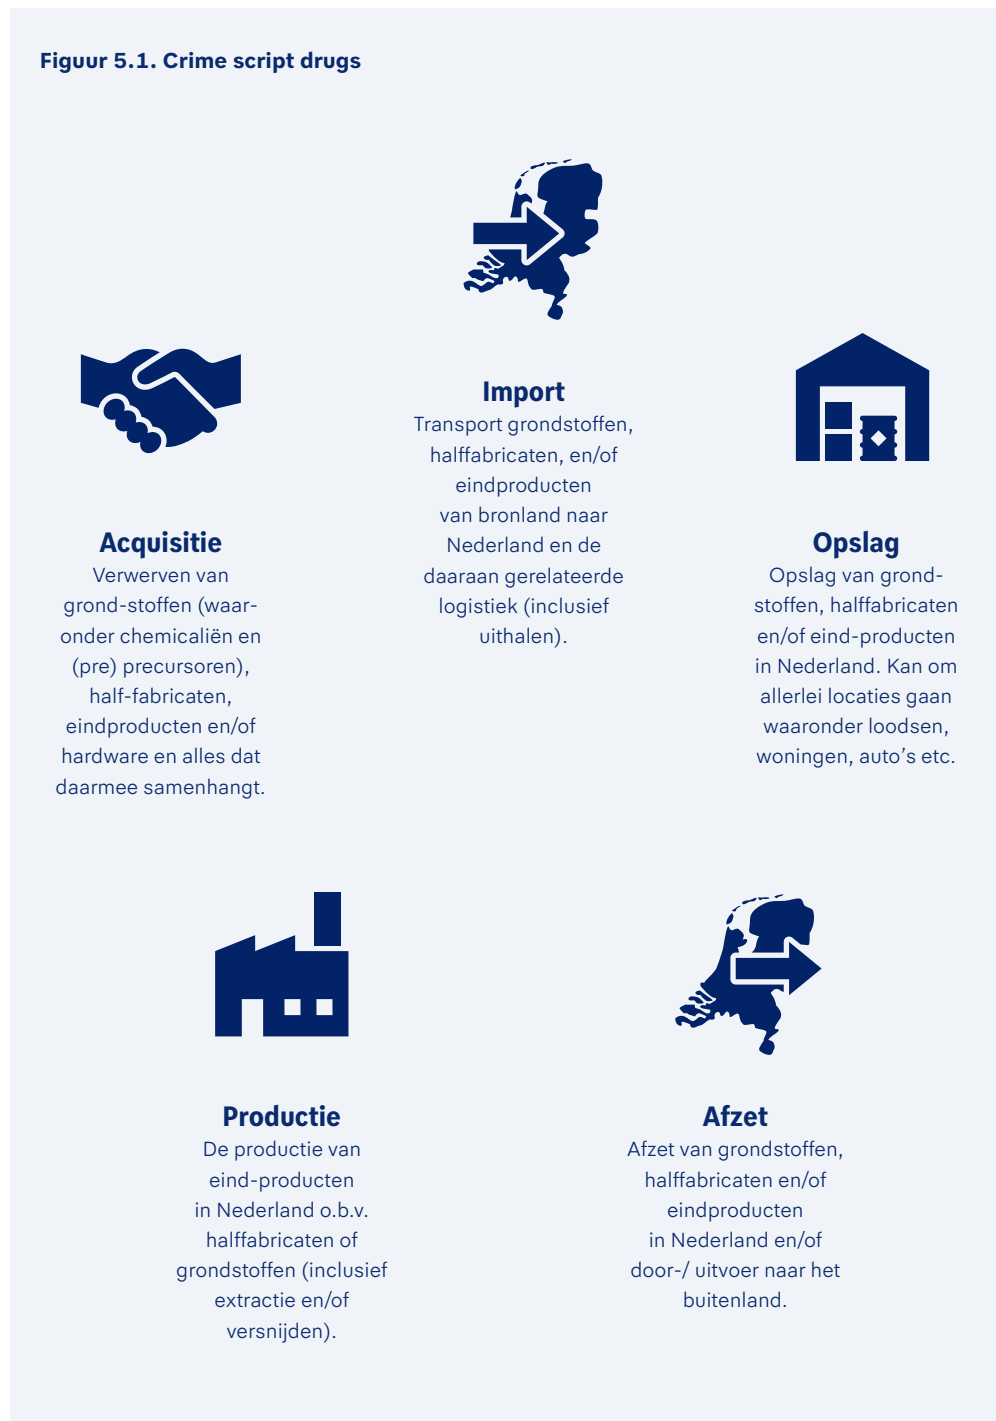 Figuur 5.1. Crime script drugs
Acquisitie
Verwerven van
grond-stoffen (waar-
onder chemicaliën en
(pre) precursoren),
half-fabricaten,
eindproducten en/of
hardware en alles dat
daarmee samenhangt.
Import
Transport grondstoffen,
halffabricaten, en/of
eindproducten
van bronland naar
Nederland en de
daaraan gerelateerde
logistiek (inclusief
uithalen).
Opslag
Opslag van grond-
stoffen, halffabricaten
en/of eind-producten
in Nederland. Kan om
allerlei locaties gaan
waaronder loodsen,
woningen, auto’s etc.
Productie
De productie van
eind-producten
in Nederland o.b.v.
halffabricaten of
grondstoffen (inclusief
extractie en/of
versnijden).
Afzet
Afzet van grondstoffen,
halffabricaten en/of
eindproducten
in Nederland en/of
door-/ uitvoer naar het
buitenland.